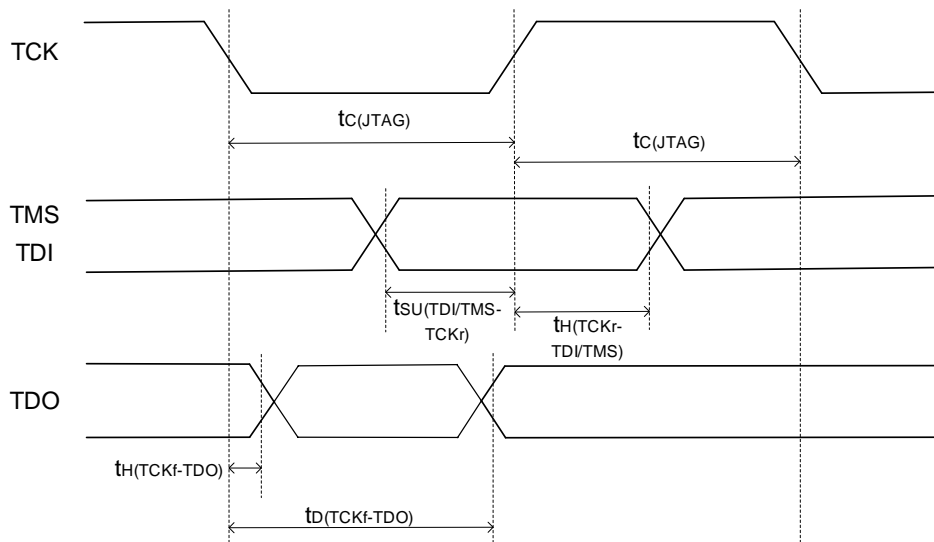 TCK
tC(JTAG)
tC(JTAG)
TMS
TDI
tSU(TDI/TMS-
TCKr)
tH(TCKr-
TDI/TMS)
TDO
tH(TCKf-TDO)
tD(TCKf-TDO)